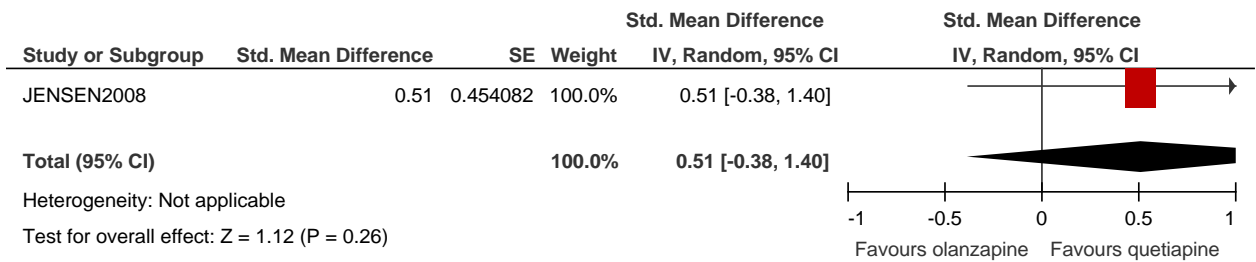 Std. Mean Difference Std. Mean Difference
Study or Subgroup Std. Mean Difference SE Weight IV, Random, 95% CI IV, Random, 95% CI
JENSEN2008 0.51 0.454082 100.0% 0.51 [-0.38, 1.40]
Total (95% CI) 100.0% 0.51 [-0.38, 1.40]
Heterogeneity: Not applicable
Test for overall effect: Z = 1.12 (P = 0.26)
-1 -0.5 0 0.5 1
Favours olanzapine Favours quetiapine